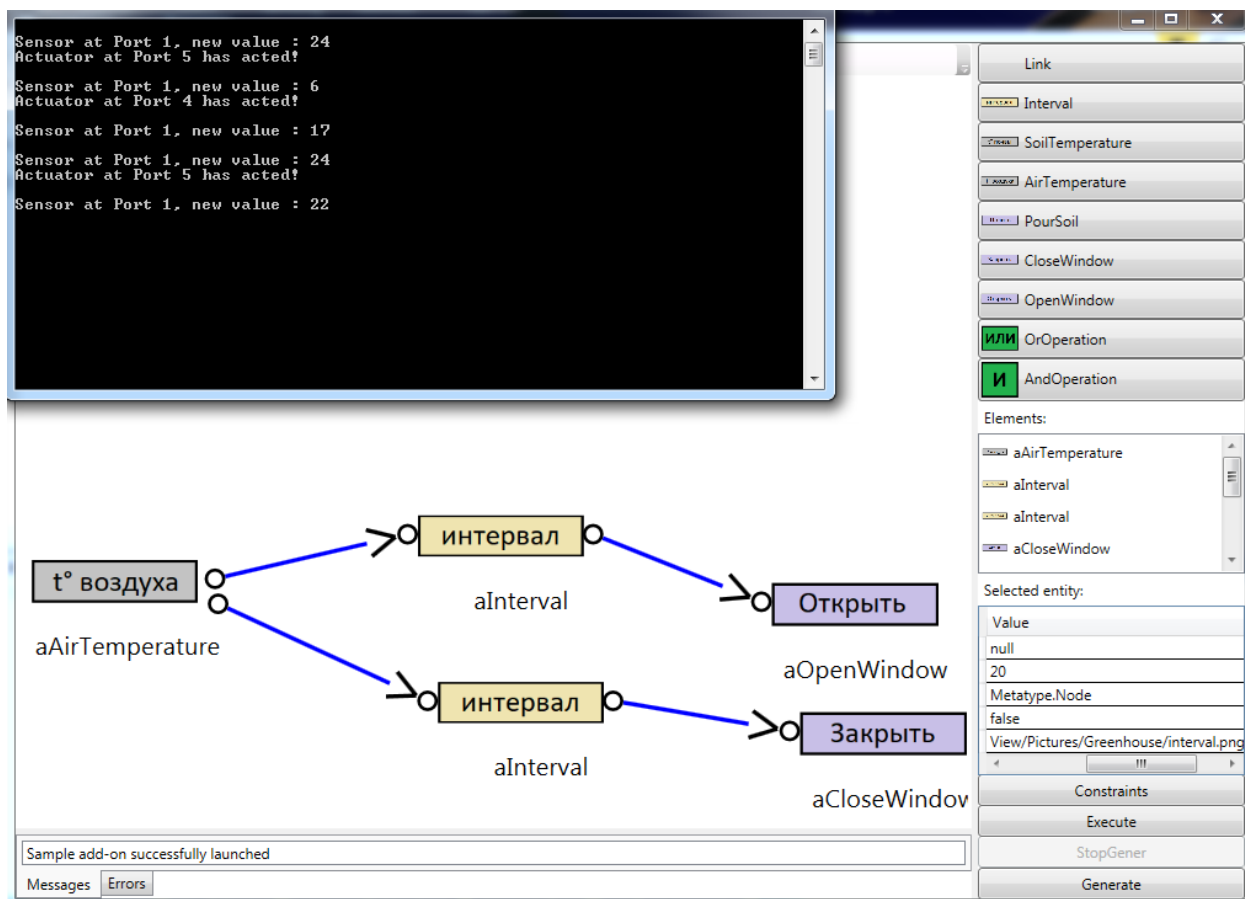 Sensor at Port 1, new value : 24
Actuator at Port 5 has acted!
Sensor at Port 1, new value : 6
Actuator at Port 4 has acted!
Sensor at Port 1, new value : 17
Sensor at Port 1, new value : 24
Actuator at Port 5 has acted!
Sensor at Port 1, new value : 22
Link
Interval
SoilTemperature
AirTemperature
PourSoil
CloseWindow
OpenWindow
ИЛИ OrOperation
И AndOperation
Elements:
aAirTemperature
aInterval
aInterval
aCloseWindow
Selected entity:
Value
null
20
Metatype.Node
false
View/Pictures/Greenhouse/interval.png
Constraints
Execute
StopGener
Generate
t° воздуха
aAirTemperature
интервал
aInterval
Открыть
aOpenWindow
интервал
aInterval
Закрыть
aCloseWindow
Sample add-on successfully launched
Messages Errors